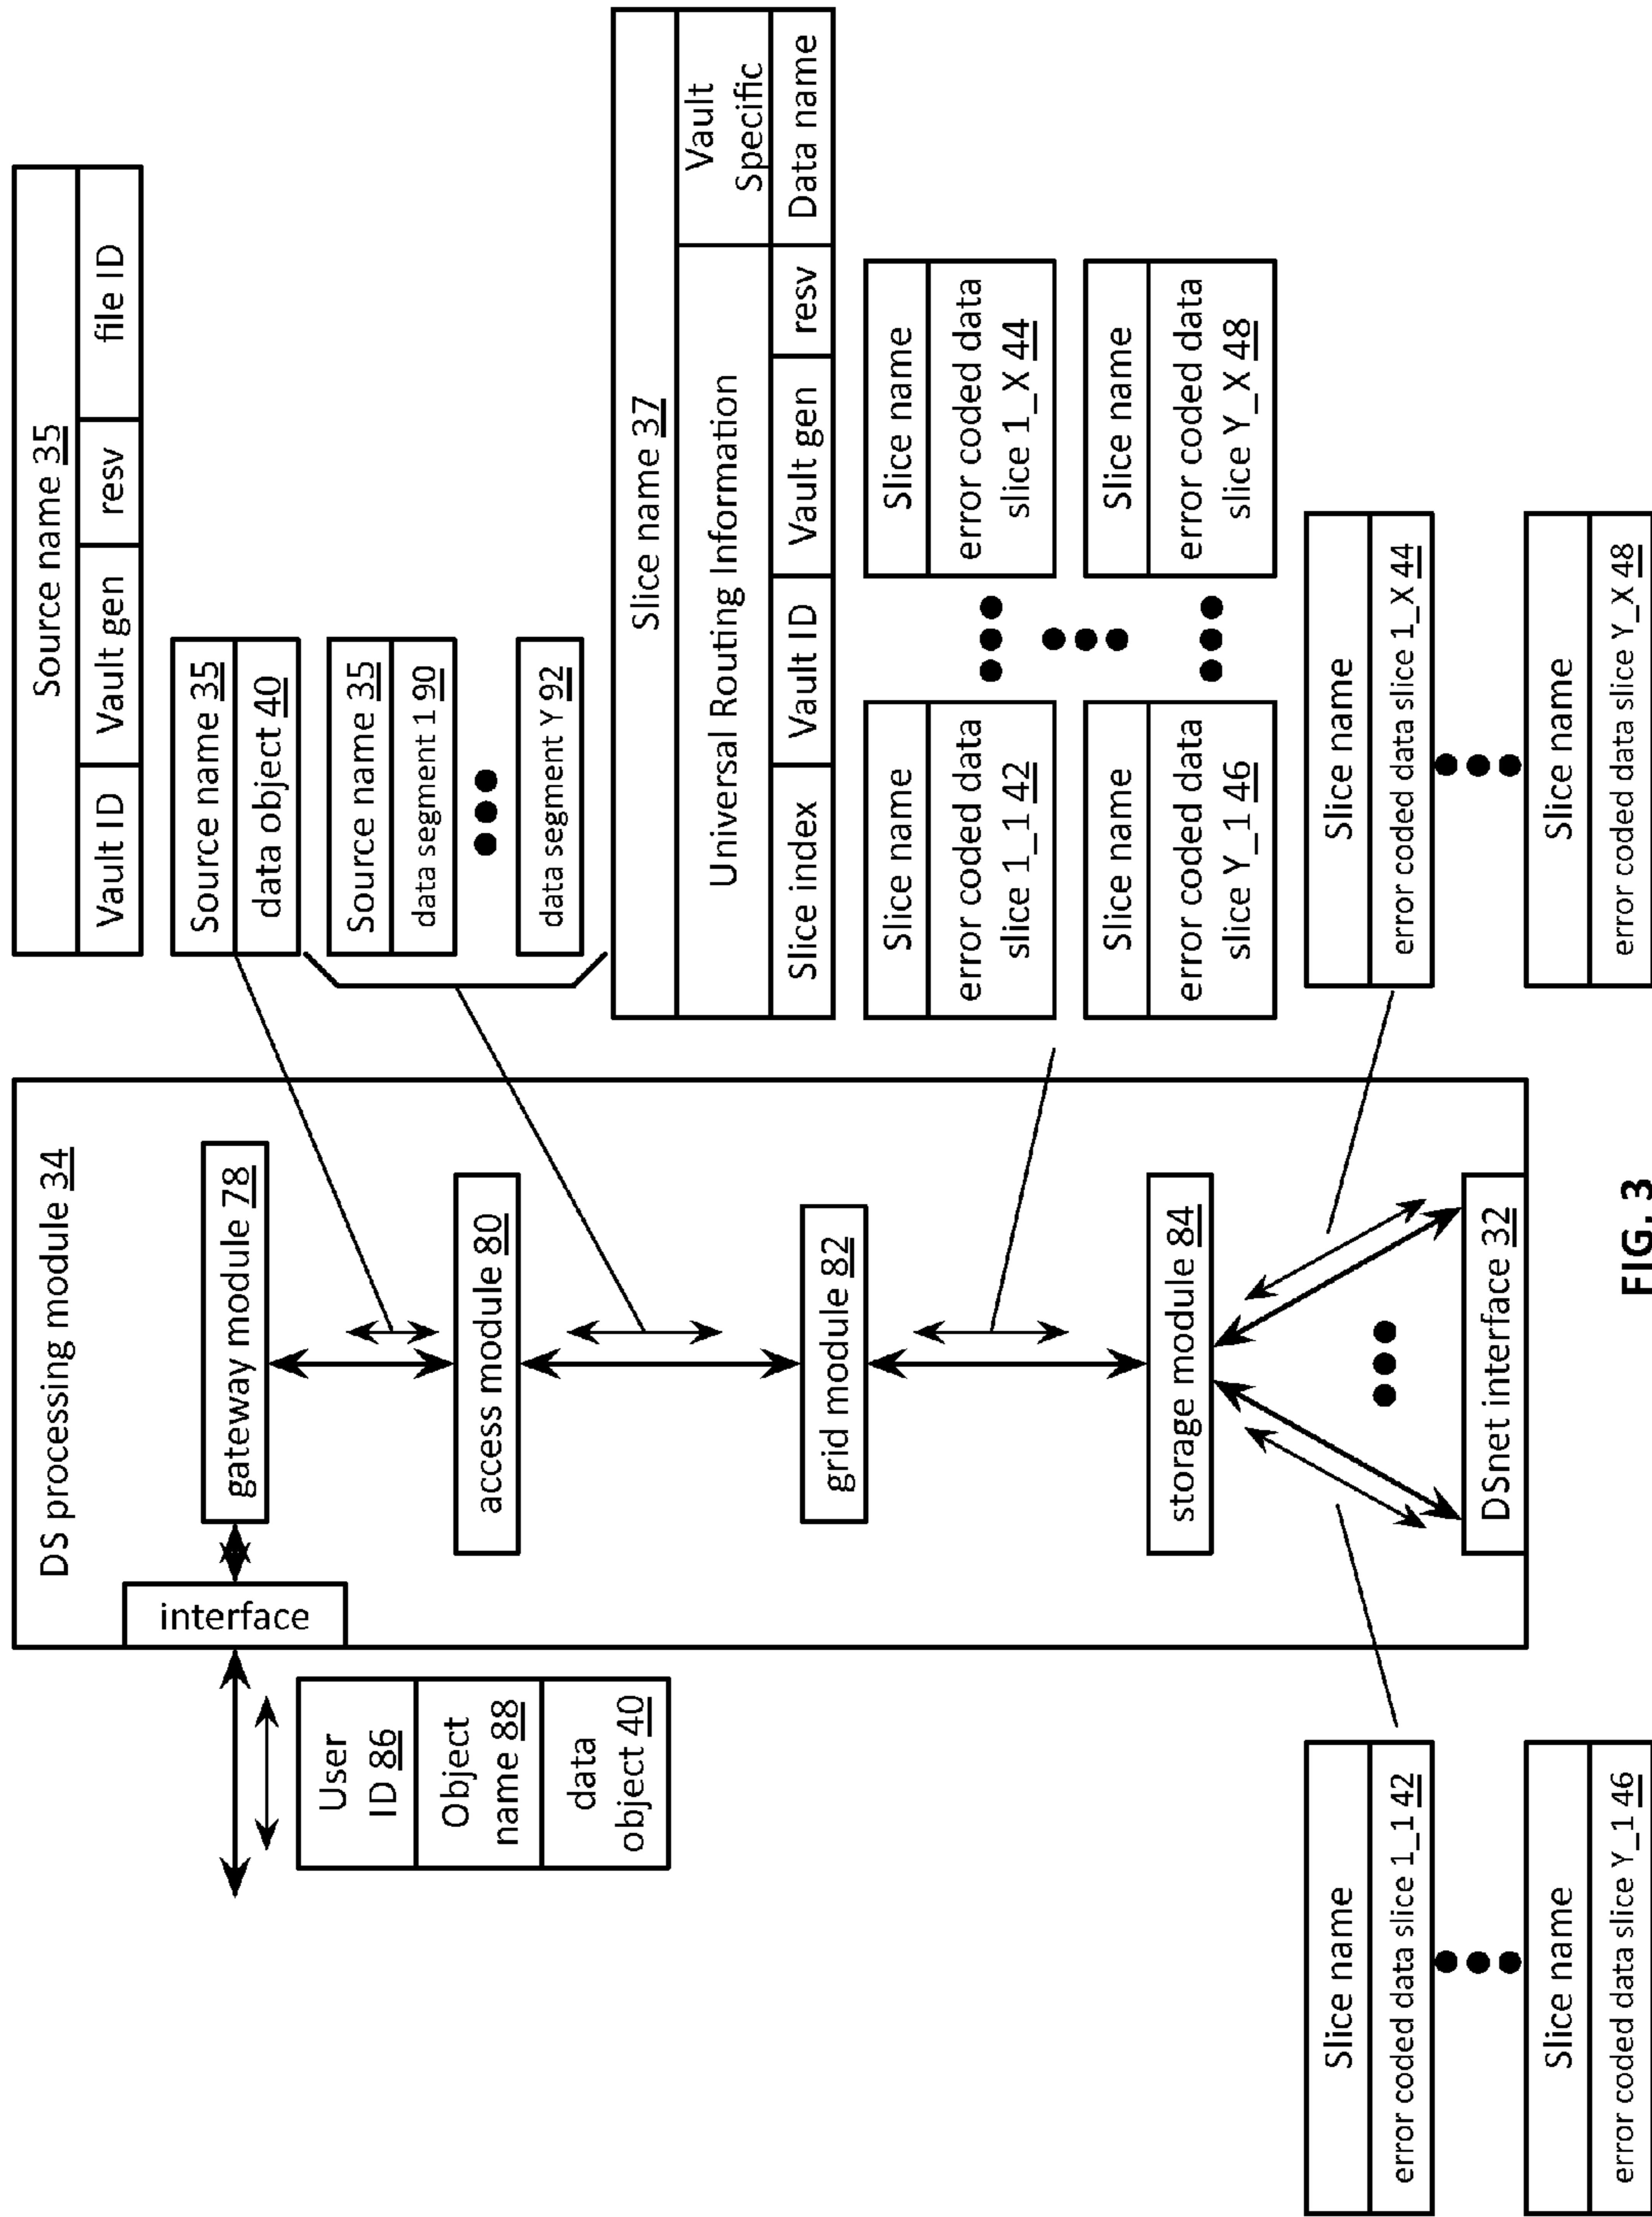 DS processing module 34
interface
gateway module 78
access module 80
grid module 82
storage module 84
DSnet interface 32
User
ID 86
Object
name 88
data
object 40
Source name 35
Vault ID
Vault gen
resv
file ID
Source name 35
data object 40
Source name 35
data segment 1 90
data segment Y 92
Slice name 37
Universal Routing Information
Vault
Specific
Slice index
Vault ID
Vault gen
resv
Data name
Slice name
error coded data
slice 1_1 42
Slice name
error coded data
slice 1_X 44
Slice name
error coded data
slice Y_1 46
Slice name
error coded data
slice Y_X 48
Slice name
error coded data slice 1_1 42
Slice name
error coded data slice Y_1 46
Slice name
error coded data slice 1_X 44
Slice name
error coded data slice Y_X 48
FIG. 3